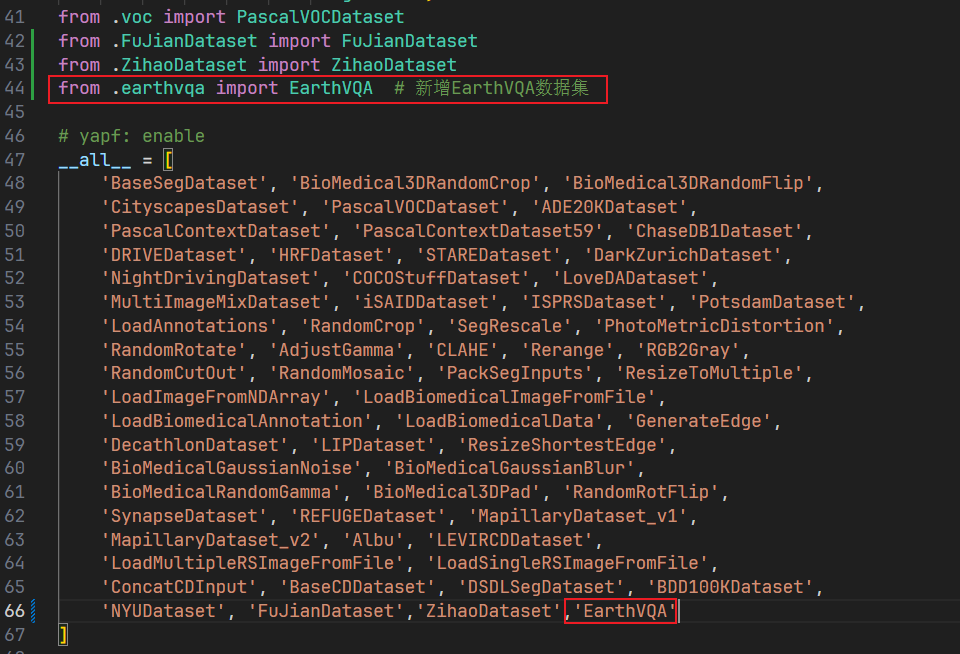 41 from .voc import PascalVOCDataset
42 from .FuJianDataset import FuJianDataset
43 from .ZihaoDataset import ZihaoDataset
44 from .earthvqa import EarthVQA  # 新增EarthVQA数据集
45
46 # yapf: enable
47 __all__ = [
48     'BaseSegDataset', 'BioMedical3DRandomCrop', 'BioMedical3DRandomFlip',
49     'CityscapesDataset', 'PascalVOCDataset', 'ADE20KDataset',
50     'PascalContextDataset', 'PascalContextDataset59', 'ChaseDB1Dataset',
51     'DRIVEDataset', 'HRFDataset', 'STAREDataset', 'DarkZurichDataset',
52     'NightDrivingDataset', 'COCOStuffDataset', 'LoveDADataset',
53     'MultiImageMixDataset', 'iSAIDDataset', 'ISPRSDataset', 'PotsdamDataset',
54     'LoadAnnotations', 'RandomCrop', 'SegRescale', 'PhotoMetricDistortion',
55     'RandomRotate', 'AdjustGamma', 'CLAHE', 'Rerange', 'RGB2Gray',
56     'RandomCutOut', 'RandomMosaic', 'PackSegInputs', 'ResizeToMultiple',
57     'LoadImageFromNDArray', 'LoadBiomedicalImageFromFile',
58     'LoadBiomedicalAnnotation', 'LoadBiomedicalData', 'GenerateEdge',
59     'DecathlonDataset', 'LIPDataset', 'ResizeShortestEdge',
60     'BioMedicalGaussianNoise', 'BioMedicalGaussianBlur',
61     'BioMedicalRandomGamma', 'BioMedical3DPad', 'RandomRotFlip',
62     'SynapseDataset', 'REFUGEDataset', 'MapillaryDataset_v1',
63     'MapillaryDataset_v2', 'Albu', 'LEVIRCDDataset',
64     'LoadMultipleRSImageFromFile', 'LoadSingleRSImageFromFile',
65     'ConcatCDInput', 'BaseCDDataset', 'DSDLSegDataset', 'BDD100KDataset',
66     'NYUDataset', 'FuJianDataset','ZihaoDataset','EarthVQA'
67 ]